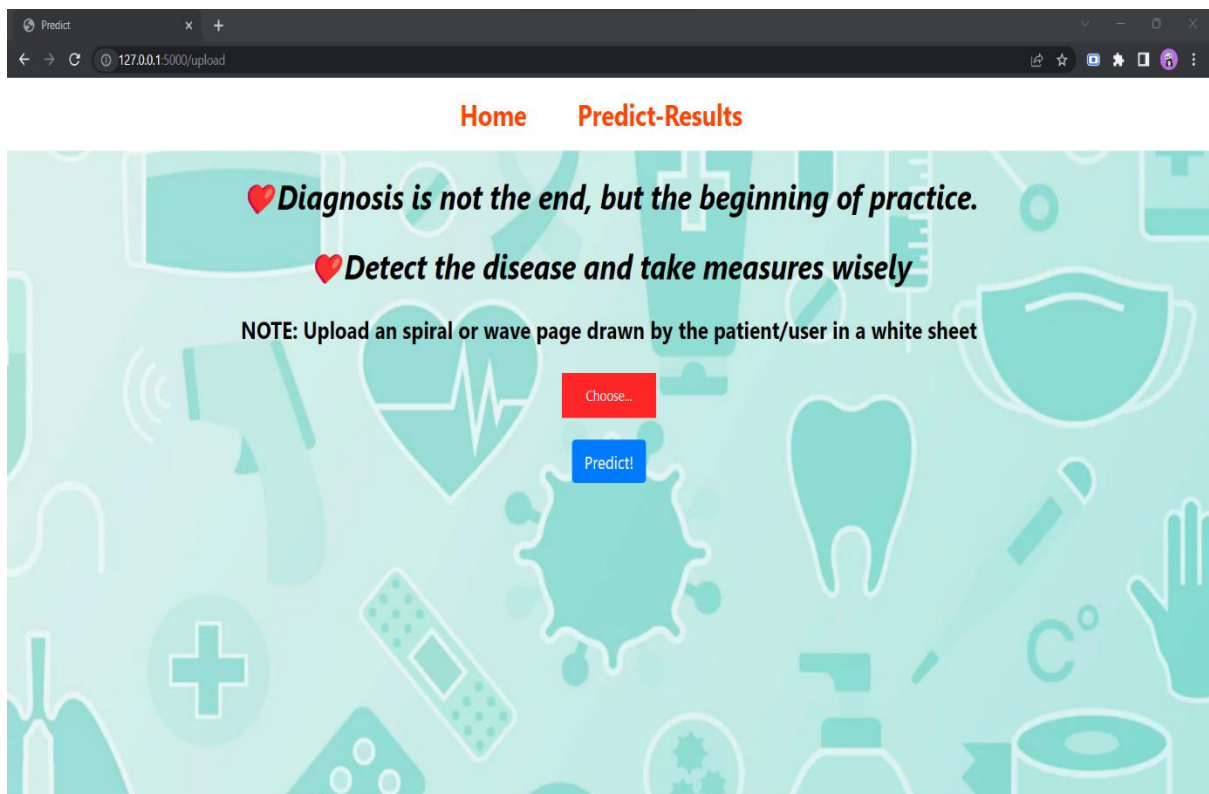 Predict
127.0.0.1:5000/upload
Home Predict-Results
Diagnosis is not the end, but the beginning of practice.
Detect the disease and take measures wisely
NOTE: Upload an spiral or wave page drawn by the patient/user in a white sheet
Choose...
Predict!
C°